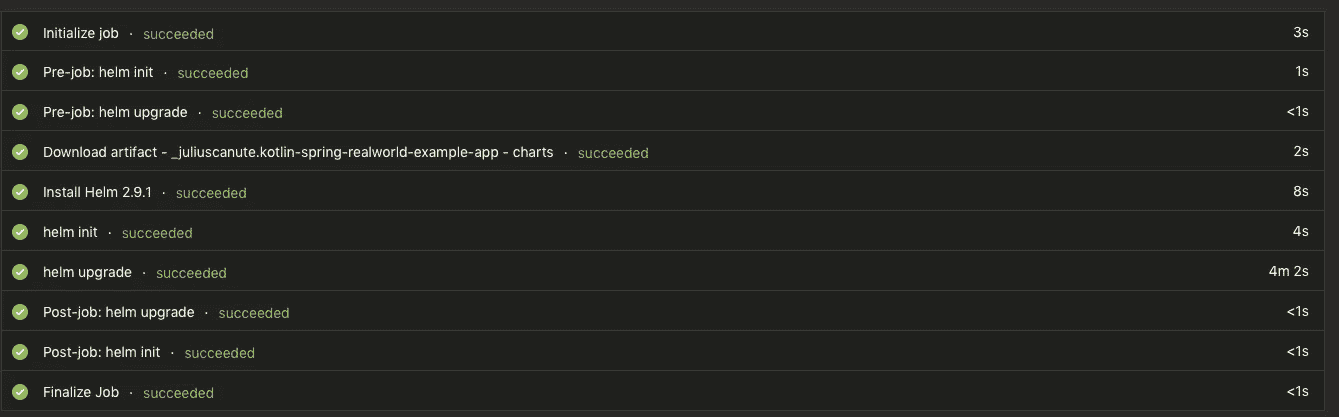 Initialize job · succeeded 3s
Pre-job: helm init · succeeded 1s
Pre-job: helm upgrade · succeeded <1s
Download artifact - _juliuscanute.kotlin-spring-realworld-example-app - charts · succeeded 2s
Install Helm 2.9.1 · succeeded 8s
helm init · succeeded 4s
helm upgrade · succeeded 4m 2s
Post-job: helm upgrade · succeeded <1s
Post-job: helm init · succeeded <1s
Finalize Job · succeeded <1s